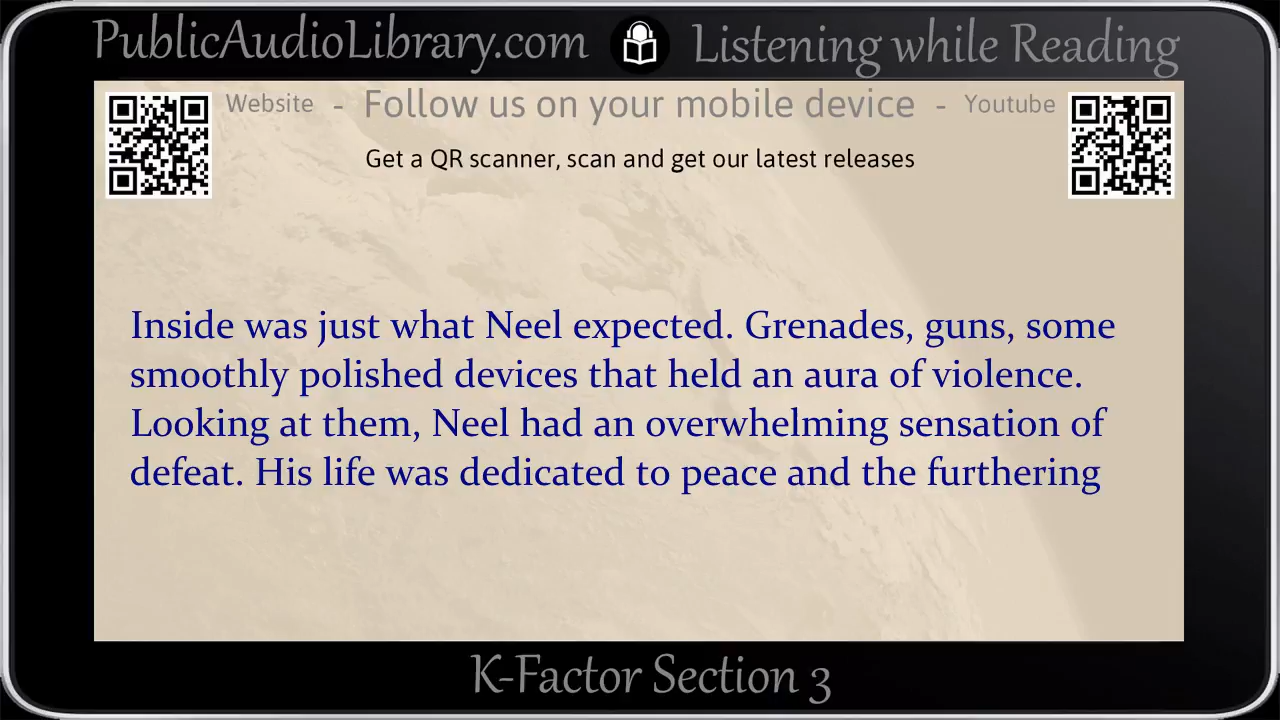 PublicAudioLibrary.com Listening while Reading
Website - Follow us on your mobile device - Youtube
Get a QR scanner, scan and get our latest releases
Inside was just what Neel expected. Grenades, guns, some
smoothly polished devices that held an aura of violence.
Looking at them, Neel had an overwhelming sensation of
defeat. His life was dedicated to peace and the furthering
K-Factor Section 3